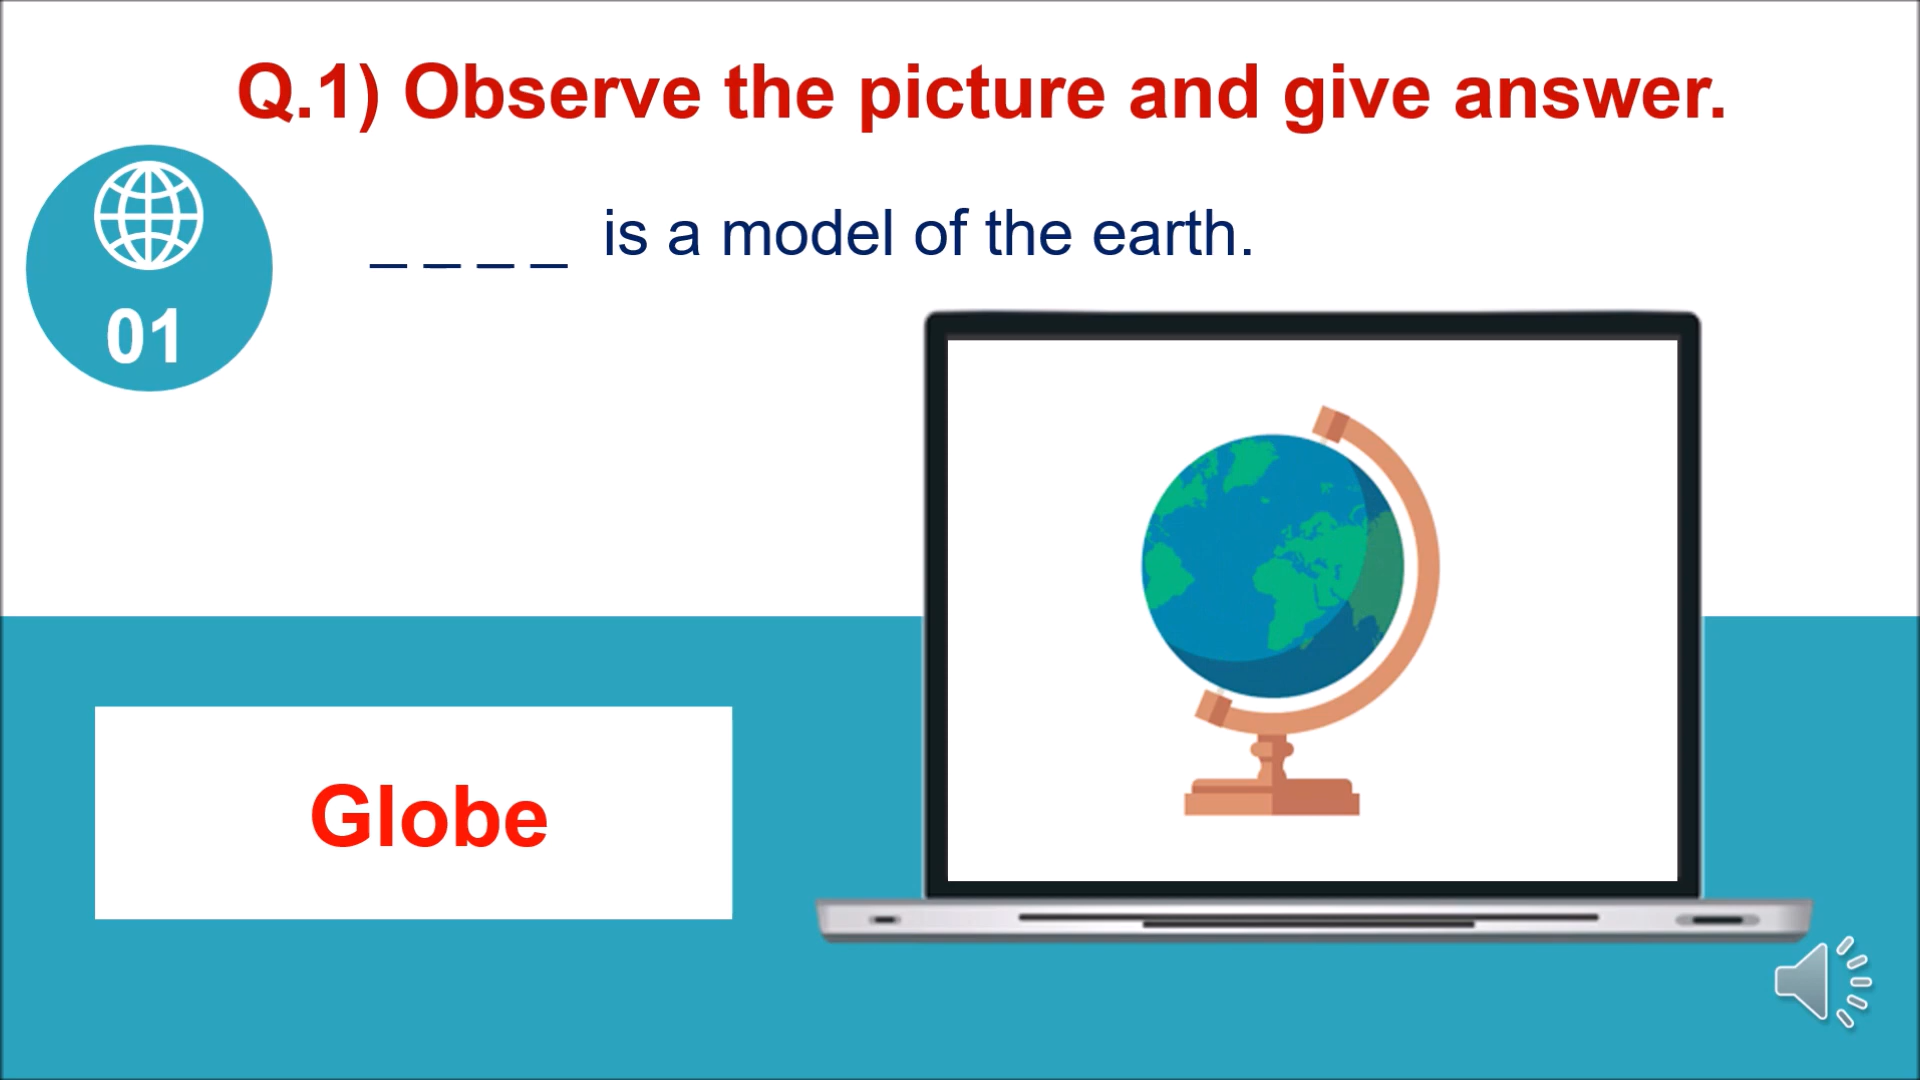 Q.1) Observe the picture and give answer.
_ _ _ _ is a model of the earth.
01
Globe